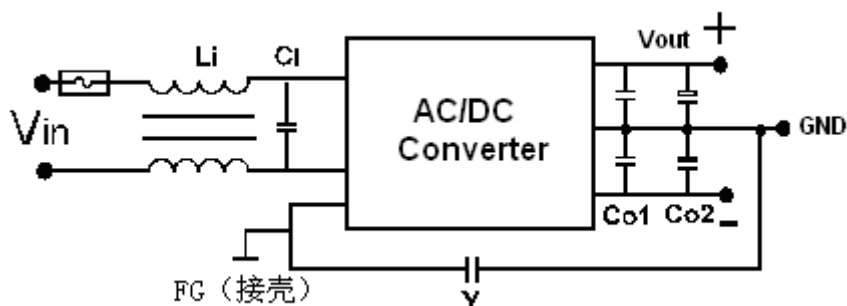 Li
CI
Vout
+
Vin
AC/DC
Converter
GND
Co1
Co2
-
FG（接壳）
Y